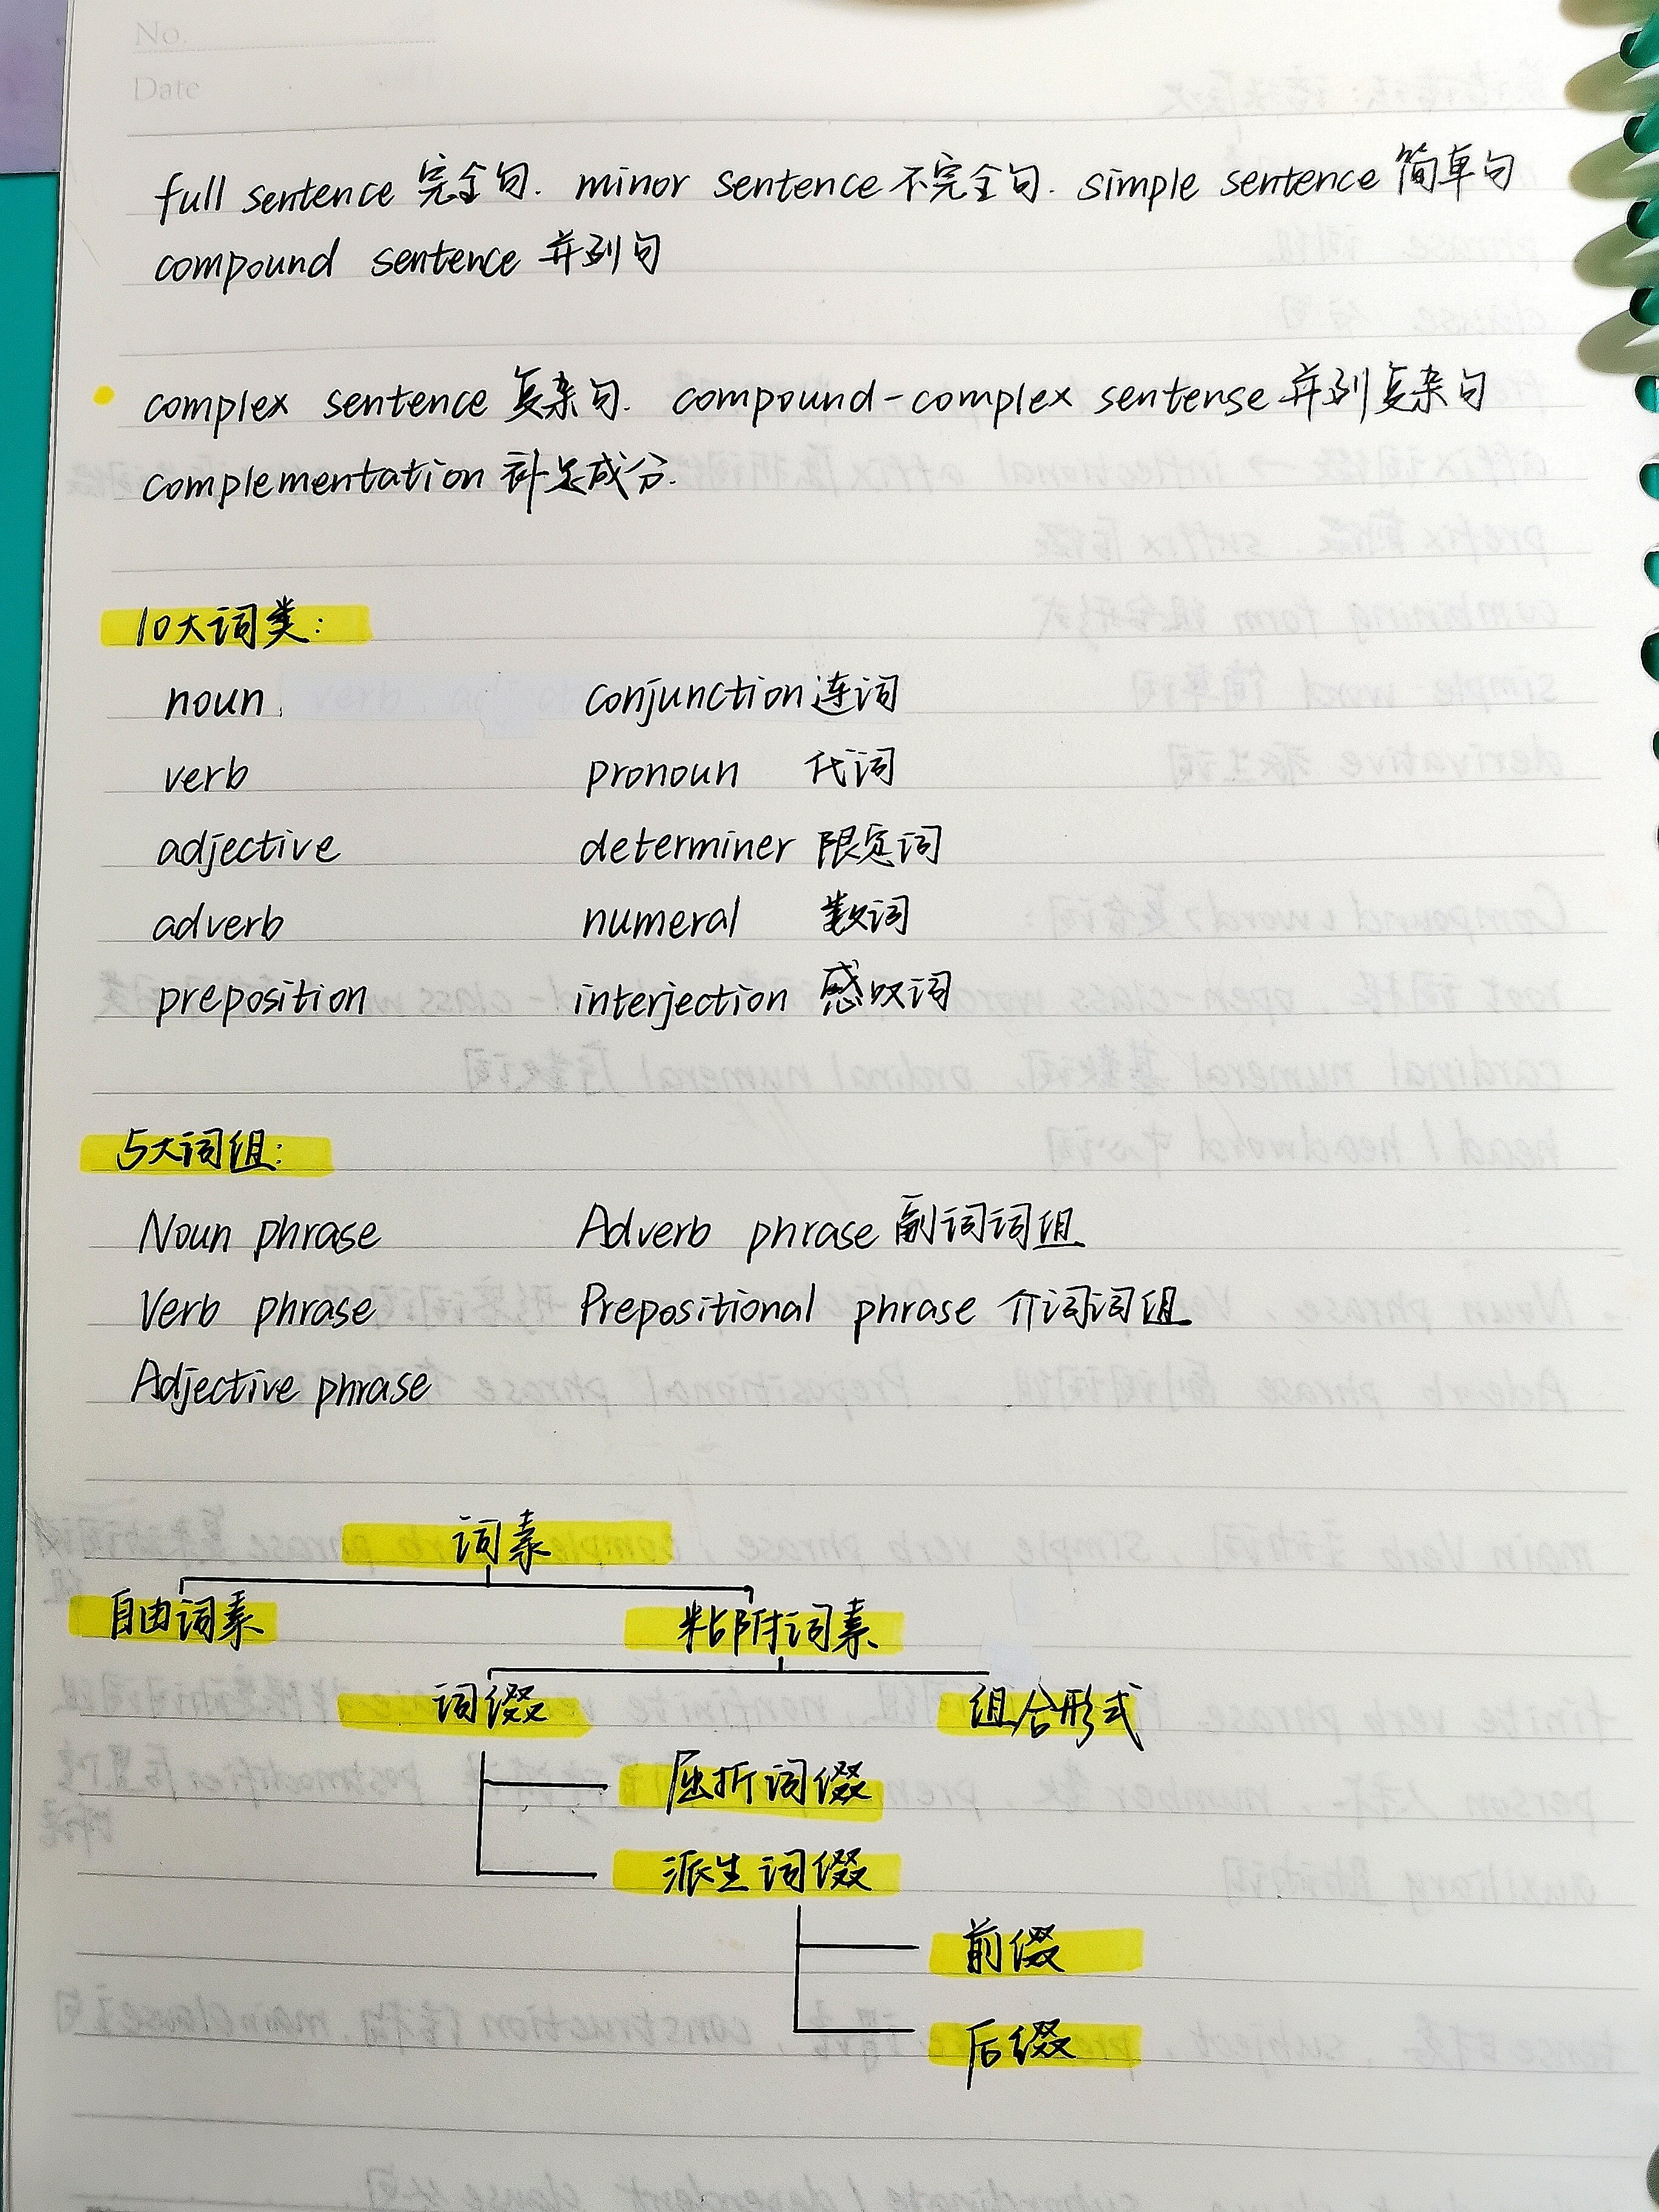 No.
Date
full sentence 完全句. minor sentence 不完全句. simple sentence 简单句
compound sentence 并列句
complex sentence 复杂句. compound-complex sentense 并列复杂句
complementation 补足成分.
10大词类:
noun conjunction 连词
verb pronoun 代词
adjective determiner 限定词
adverb numeral 数词
preposition interjection 感叹词
5大词组:
Noun phrase Adverb phrase 副词词组
Verb phrase Prepositional phrase 介词词组
Adjective phrase
词素
自由词素 粘附词素
词缀 组合形式
屈折词缀
派生词缀
前缀
后缀